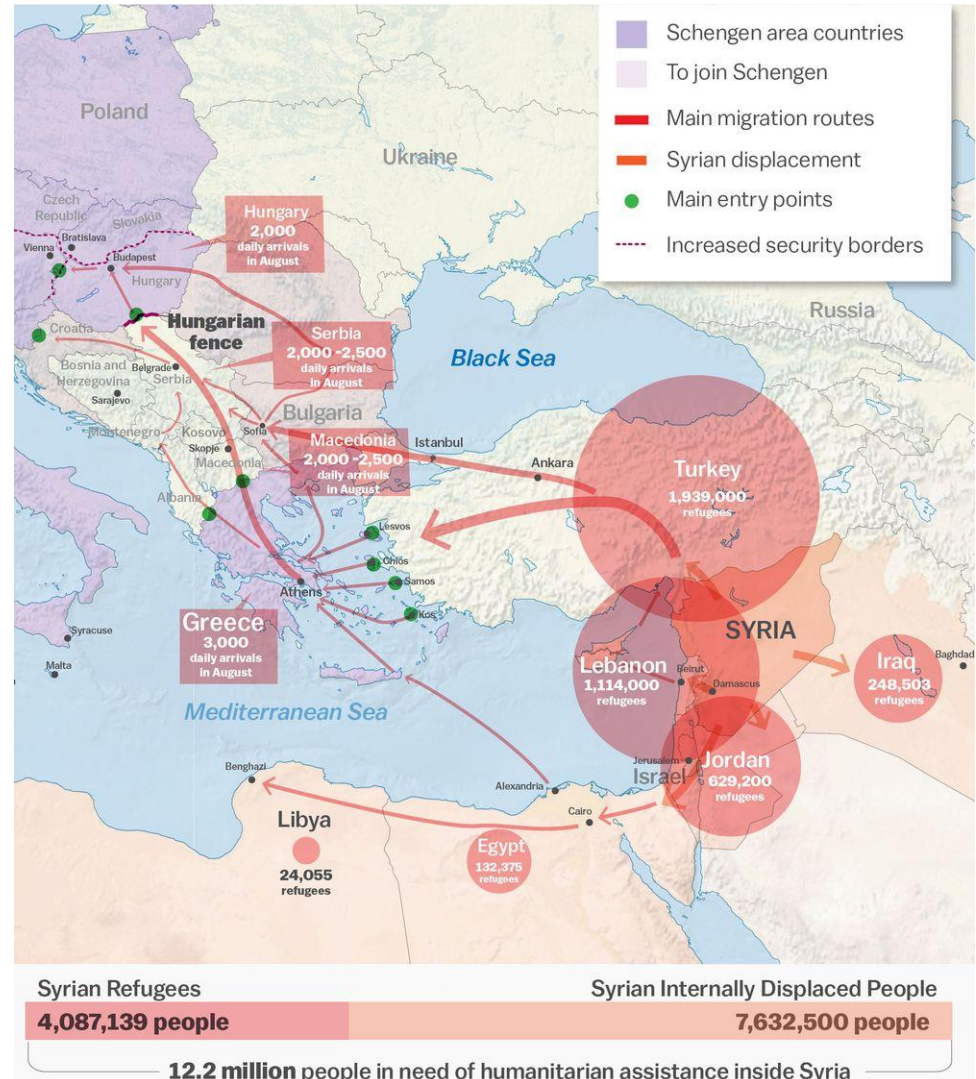 Schengen area countries
To join Schengen
Main migration routes
Syrian displacement
Main entry points
Increased security borders
Poland
Ukraine
Russia
Czech
Republic
Slovakia
Vienna
Bratislava
Budapest
Hungary
Hungary
2,000
daily arrivals
in August
Croatia
Hungarian
fence
Serbia
2,000 -2,500
daily arrivals
in August
Black Sea
Bosnia and
Herzegovina
Belgrade
Serbia
Sarajevo
Montenegro
Kosovo
Sofia
Bulgaria
Skopje
Macedonia
Macedonia
2,000 -2,500
daily arrivals
in August
Istanbul
Ankara
Turkey
1,939,000
refugees
Albania
Lesvos
Chios
Samos
Kos
Athens
Greece
3,000
daily arrivals
in August
Syracuse
Malta
SYRIA
Lebanon
1,114,000
refugees
Beirut
Damascus
Iraq
248,503
refugees
Baghdad
Mediterranean Sea
Jerusalem
Israel
Jordan
629,200
refugees
Benghazi
Alexandria
Cairo
Libya
24,055
refugees
Egypt
132,375
refugees
Syrian Refugees
4,087,139 people
Syrian Internally Displaced People
7,632,500 people
12.2 million people in need of humanitarian assistance inside Syria